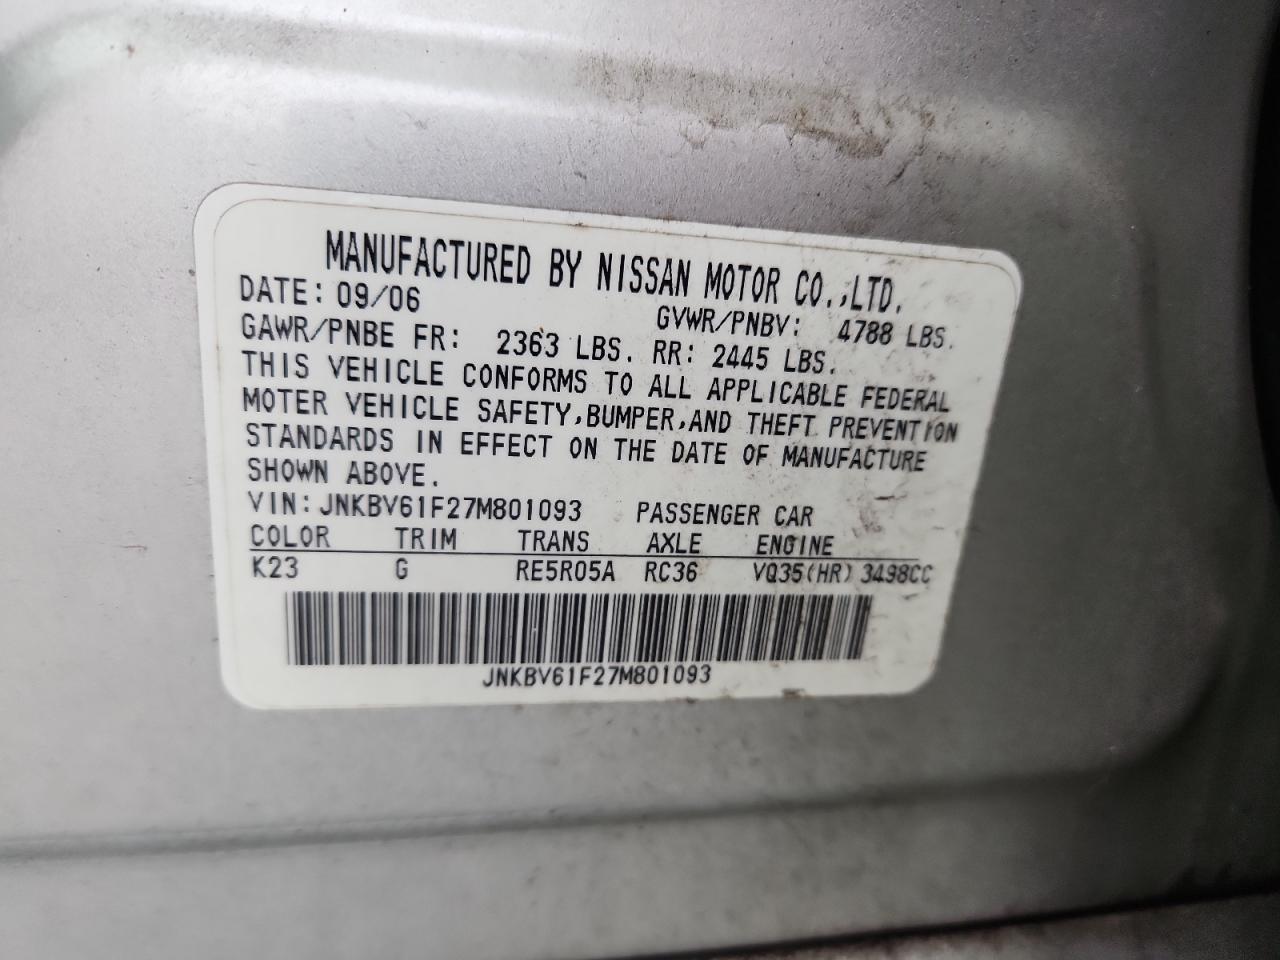 MANUFACTURED BY NISSAN MOTOR CO.,LTD.
DATE: 09/06 GVWR/PNBV: 4788 LBS.
GAWR/PNBE FR: 2363 LBS. RR: 2445 LBS.
THIS VEHICLE CONFORMS TO ALL APPLICABLE FEDERAL
MOTER VEHICLE SAFETY,BUMPER,AND THEFT PREVENTION
STANDARDS IN EFFECT ON THE DATE OF MANUFACTURE
SHOWN ABOVE.
VIN:JNKBV61F27M801093 PASSENGER CAR
COLOR TRIM TRANS AXLE ENGINE
K23 G RE5R05A RC36 VQ35(HR) 3498CC
JNKBV61F27M801093